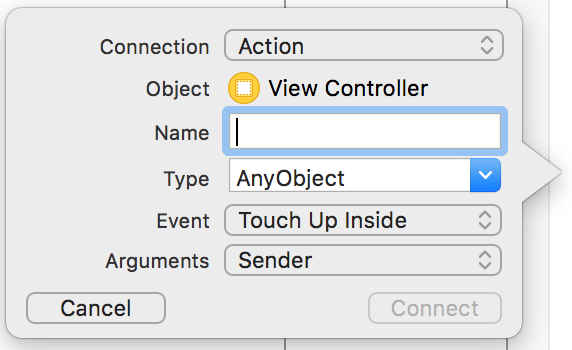 Connection Action
Object View Controller
Name
Type AnyObject
Event Touch Up Inside
Arguments Sender
Cancel Connect